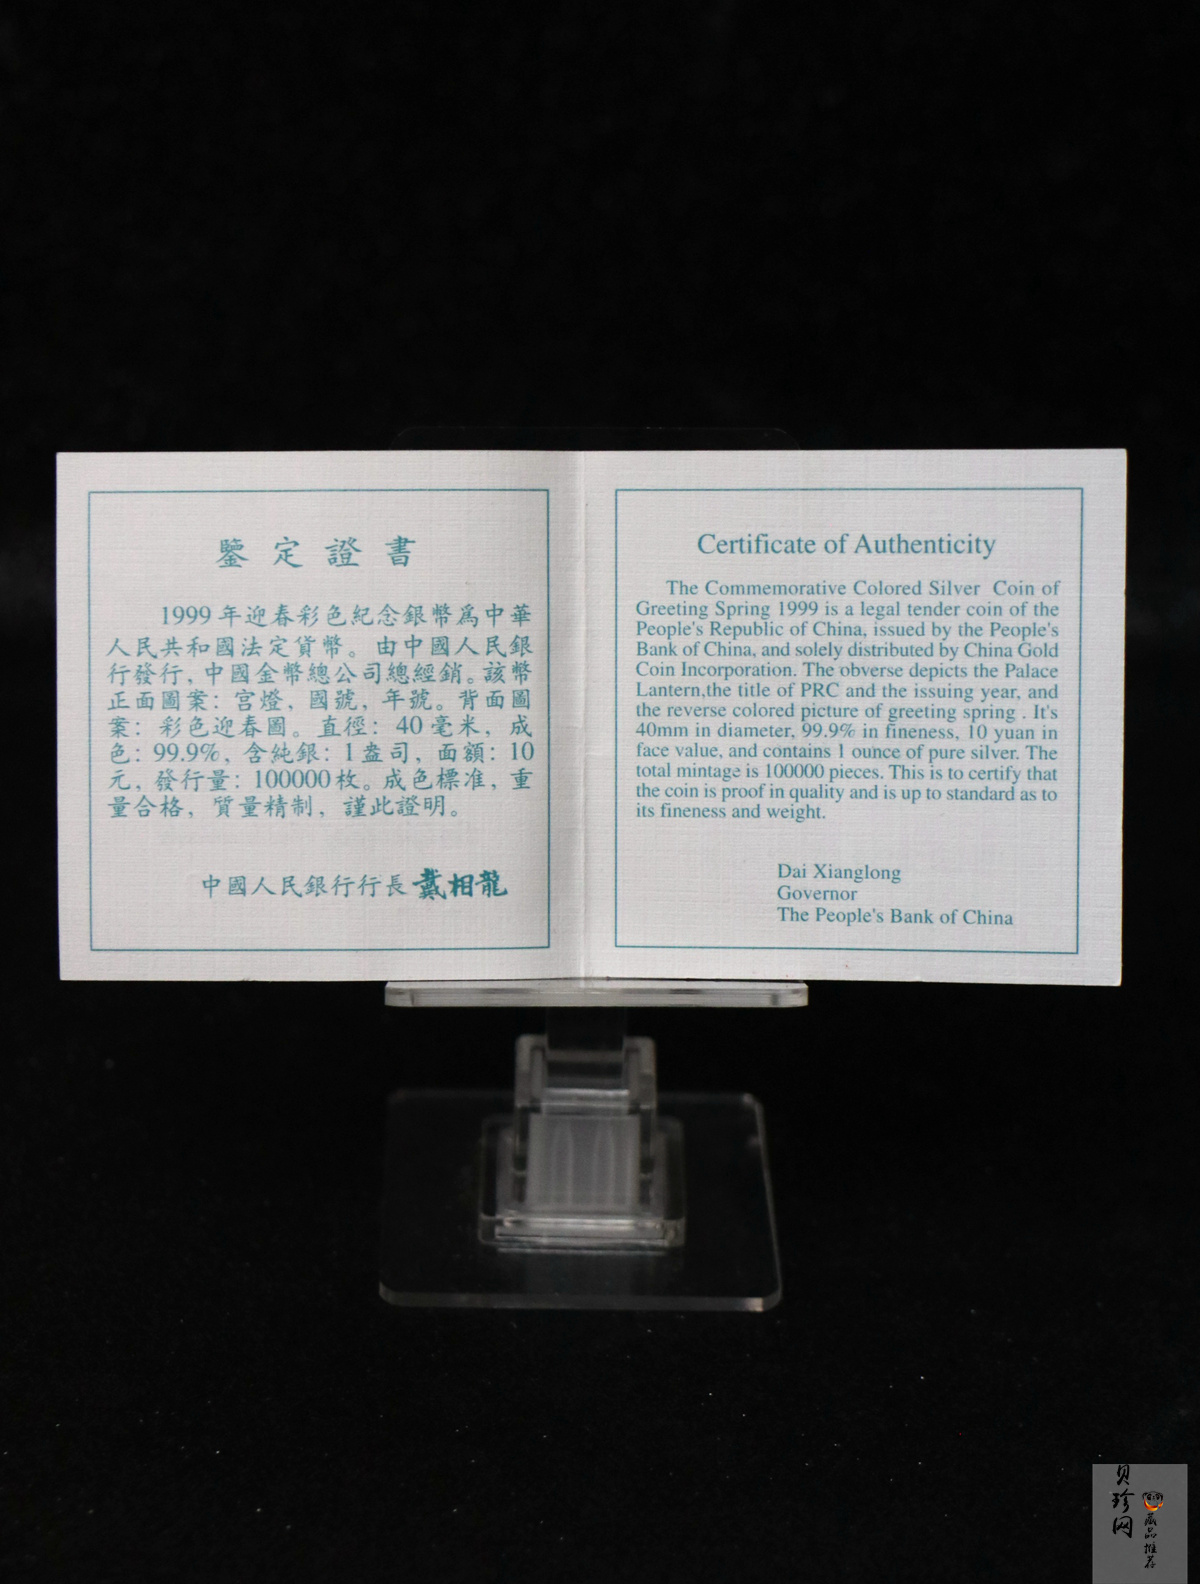 鑒定證書
1999年迎春彩色紀念銀幣爲中華
人民共和國法定貨幣。由中國人民銀
行發行，中國金幣總公司總經銷。該幣
正面圖案：宮燈，國號，年號。背面圖
案：彩色迎春圖。直徑：40毫米，成
色：99.9%，含純銀：1盎司，面額：10
元，發行量：100000枚。成色標准，重
量合格，質量精制，謹此證明。
中國人民銀行行長 戴相龍
Certificate of Authenticity
The Commemorative Colored Silver Coin of
Greeting Spring 1999 is a legal tender coin of the
People's Republic of China, issued by the People's
Bank of China, and solely distributed by China Gold
Coin Incorporation. The obverse depicts the Palace
Lantern,the title of PRC and the issuing year, and
the reverse colored picture of greeting spring . It's
40mm in diameter, 99.9% in fineness, 10 yuan in
face value, and contains 1 ounce of pure silver. The
total mintage is 100000 pieces. This is to certify that
the coin is proof in quality and is up to standard as to
its fineness and weight.
Dai Xianglong
Governor
The People's Bank of China
贝珍网
藏品推荐